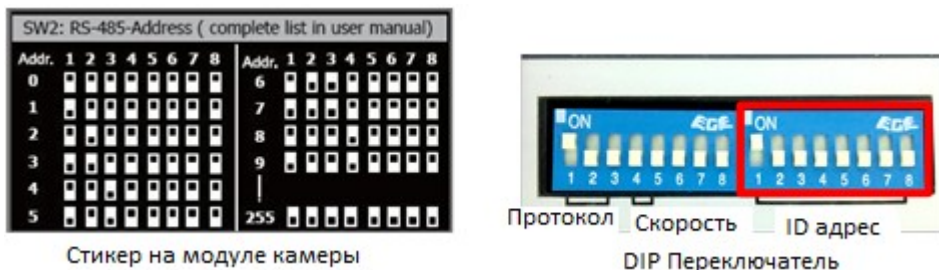 SW2: RS-485-Address ( complete list in user manual)
Addr. 1 2 3 4 5 6 7 8
0
1
2
3
4
5
Addr. 1 2 3 4 5 6 7 8
6
7
8
9
255
Стикер на модуле камеры
ON ECE
1 2 3 4 5 6 7 8
ON ECE
1 2 3 4 5 6 7 8
Протокол Скорость ID адрес
DIP Переключатель